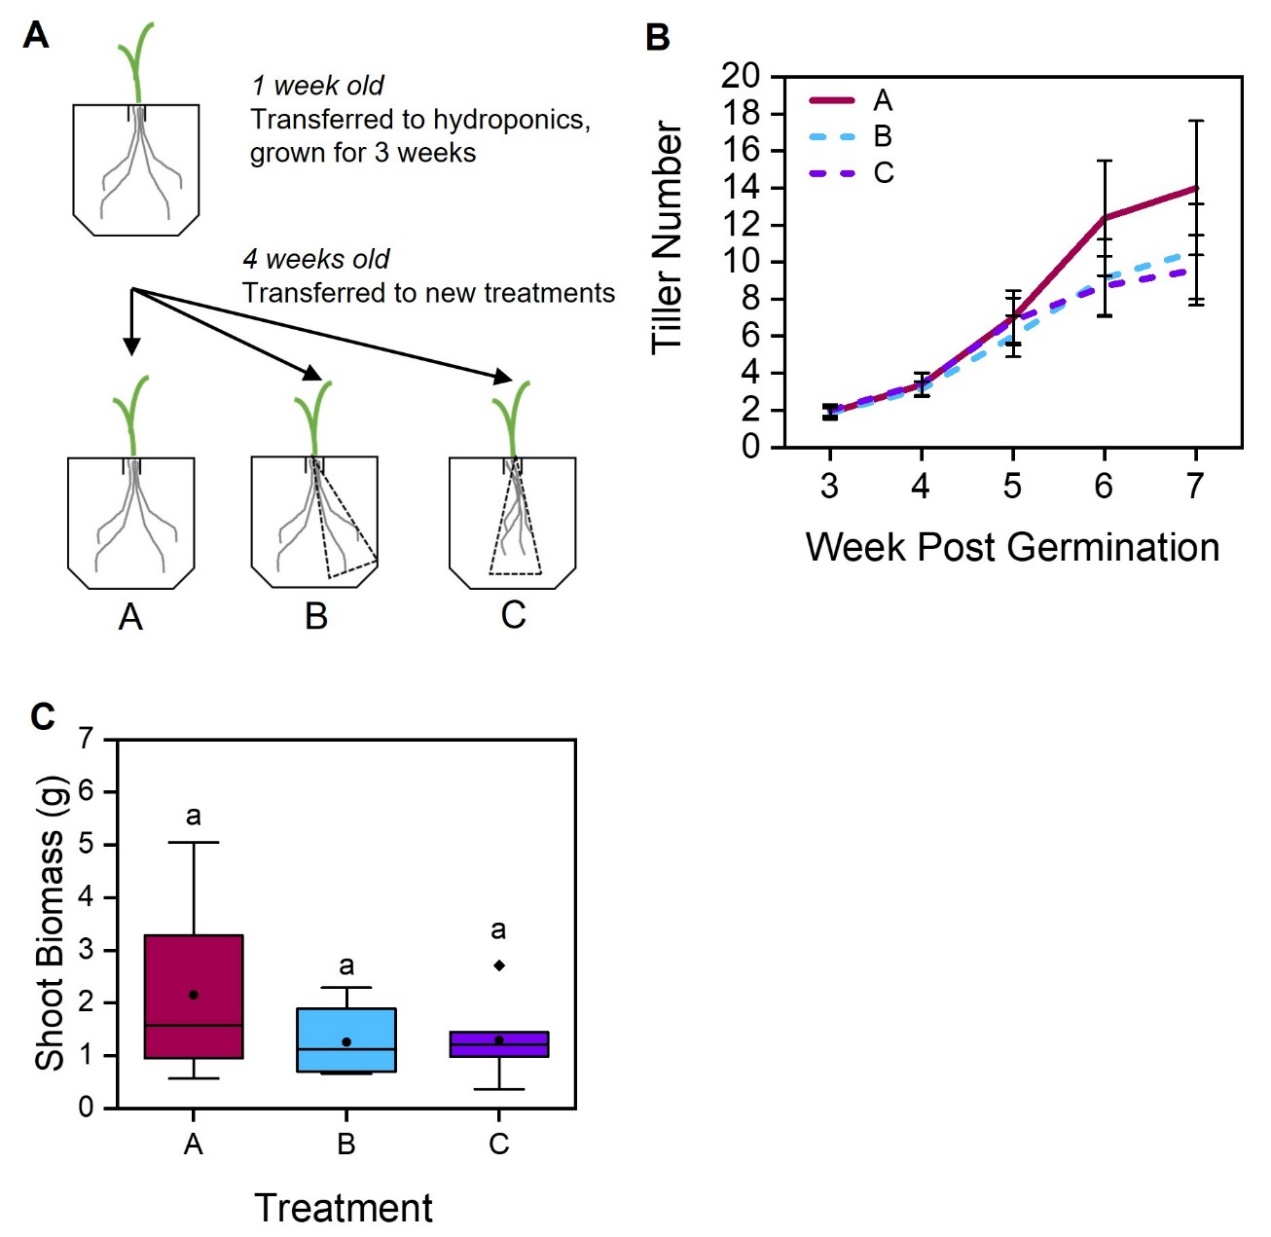 A
1 week old
Transferred to hydroponics,
grown for 3 weeks
4 weeks old
Transferred to new treatments
A B C
B
20
18
16
14
12
10
8
6
4
2
0
Tiller Number
A
B
C
3 4 5 6 7
Week Post Germination
C
7
6
5
4
3
2
1
0
Shoot Biomass (g)
a
a
a
A B C
Treatment